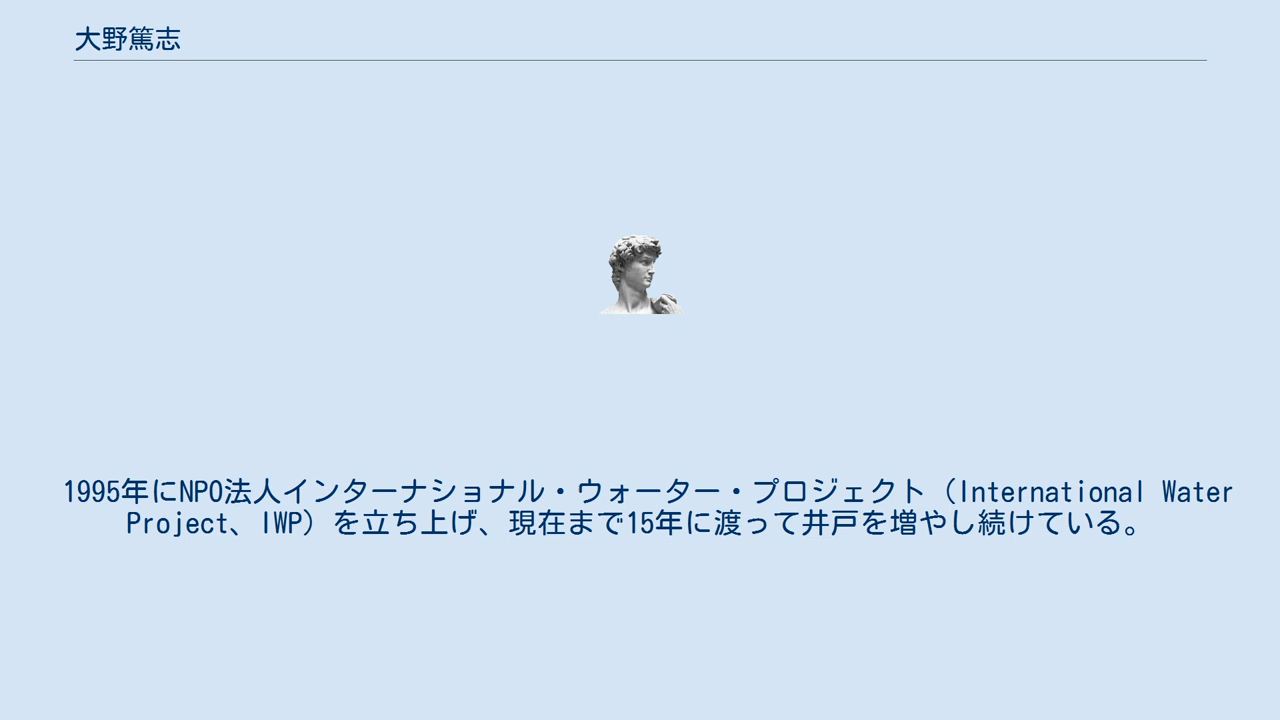 大野篤志
1995年にNPO法人インターナショナル・ウォーター・プロジェクト（International Water
Project、IWP）を立ち上げ、現在まで15年に渡って井戸を増やし続けている。